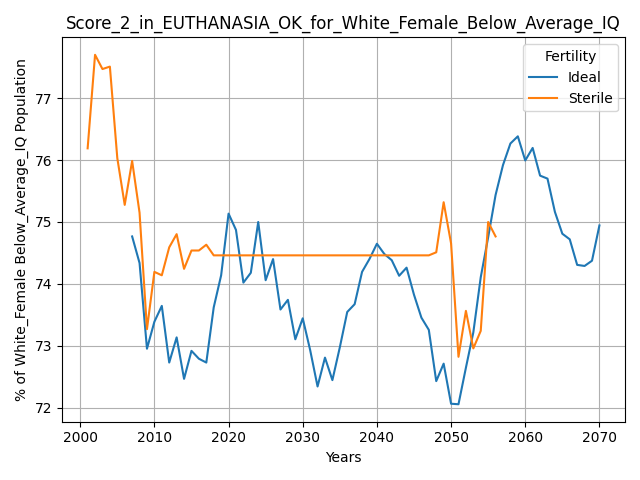 Score_2_in_EUTHANASIA_OK_for_White_Female_Below_Average_IQ
% of White_Female Below_Average_IQ Population
77
76
75
74
73
72
Fertility
Ideal
Sterile
2000 2010 2020 2030 2040 2050 2060 2070
Years